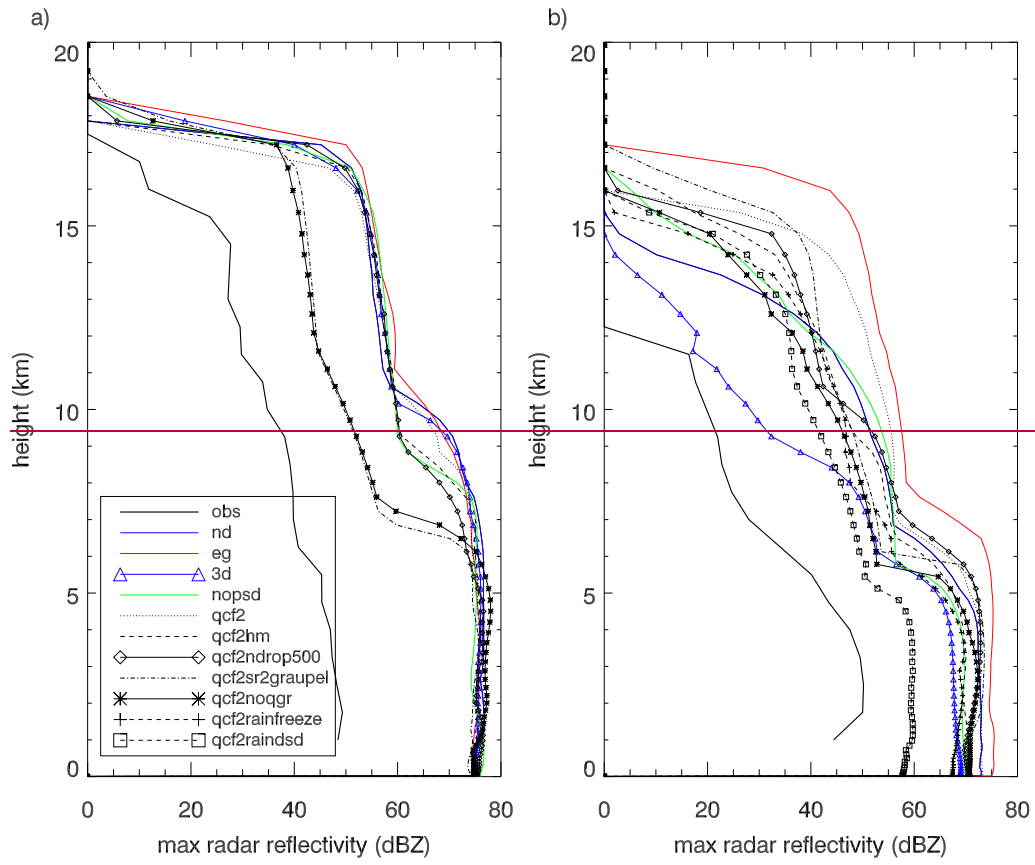 a)
b)
20
15
10
5
0
height (km)
obs
nd
eg
3d
nopsd
qcf2
qcf2hm
qcf2ndrop500
qcf2sr2graupel
qcf2noqgr
qcf2rainfreeze
qcf2raindsd
0
20
40
60
80
max radar reflectivity (dBZ)
20
15
10
5
0
height (km)
0
20
40
60
80
max radar reflectivity (dBZ)